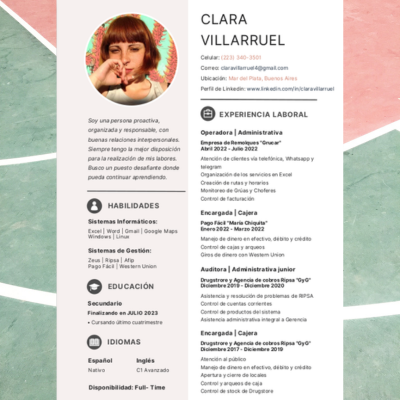 CLARA
VILLARRUEL
Celular: (223) 340-3501
Correo: claravillarruel4@gmail.com
Ubicación: Mar del Plata, Buenos Aires
Perfil de Linkedin: www.linkedin.com/in/claravillarruel
Soy una persona proactiva,
organizada y responsable, con
buenas relaciones interpersonales.
Siempre tengo la mejor disposición
para la realización de mis labores.
Busco un puesto desafiante donde
pueda continuar aprendiendo.
HABILIDADES
Sistemas Informáticos:
Excel | Word | Gmail | Google Maps
Windows | Linux
Sistemas de Gestión:
Zeus | Ripsa | Afip
Pago Fácil | Western Union
EDUCACIÓN
Secundario
Finalizando en JULIO 2023
• Cursando último cuatrimestre
IDIOMAS
Español Inglés
Nativo C1 Avanzado
Disponibilidad: Full- Time
EXPERIENCIA LABORAL
Operadora | Administrativa
Empresa de Remolques "Grucar"
Abril 2022 - Julio 2022
Atención de clientes vía telefónica, Whatsapp y
telegram
Organización de los servicios en Excel
Creación de rutas y horarios
Monitoreo de Grúas y Choferes
Control de facturación
Encargada | Cajera
Pago Fácil "María Chiquita"
Enero 2022 - Marzo 2022
Manejo de dinero en efectivo, débito y crédito
Control de cajas y arqueos
Giros de dinero con Western Union
Auditora | Administrativa junior
Drugstore y Agencia de cobros Ripsa "GyG"
Diciembre 2019 - Diciembre 2020
Asistencia y resolución de problemas de RIPSA
Control de cuentas corrientes
Control de productos del sistema
Asistencia administrativa integral a Gerencia
Encargada | Cajera
Drugstore y Agencia de cobros Ripsa "GyG"
Diciembre 2017 - Diciembre 2019
Atención al público
Manejo de dinero en efectivo, débito y crédito
Apertura y cierre de locales
Control y arqueos de caja
Control de stock de Drugstore